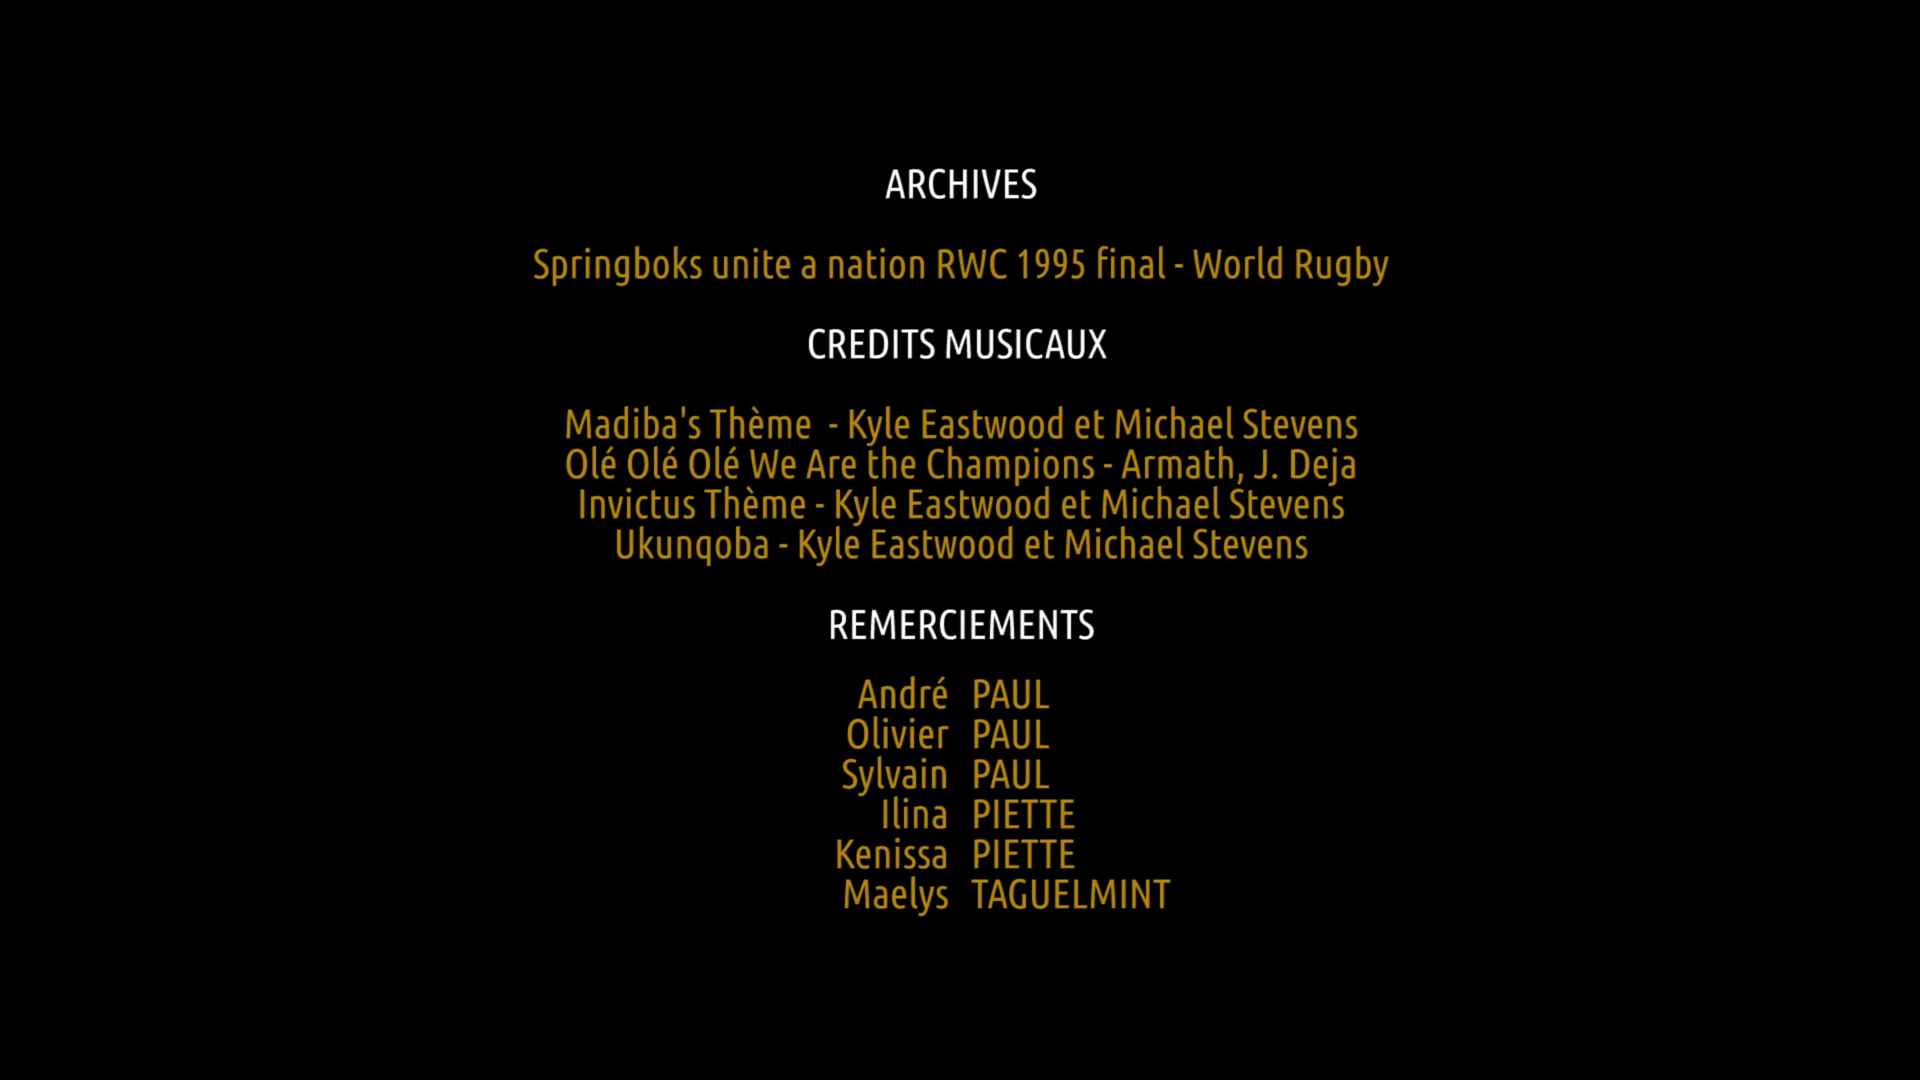 ARCHIVES
Springboks unite a nation RWC 1995 final - World Rugby
CREDITS MUSICAUX
Madiba's Thème - Kyle Eastwood et Michael Stevens
Olé Olé Olé We Are the Champions - Armath, J. Deja
Invictus Thème - Kyle Eastwood et Michael Stevens
Ukunqoba - Kyle Eastwood et Michael Stevens
REMERCIEMENTS
André PAUL
Olivier PAUL
Sylvain PAUL
Ilina PIETTE
Kenissa PIETTE
Maelys TAGUELMINT